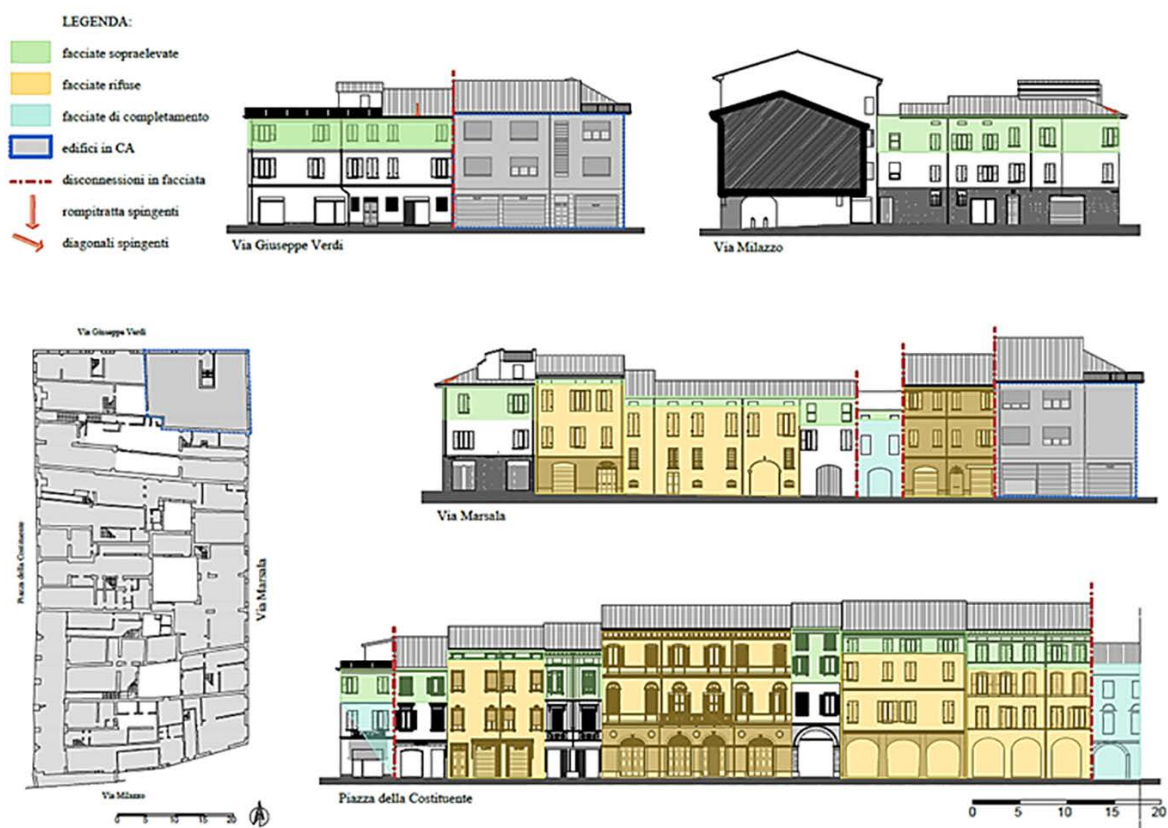 LEGENDA:
facciate sopraelevate
facciate rifuse
facciate di completamento
edifici in CA
disconnessioni in facciata
rompitratta spingenti
diagonali spingenti
Via Giuseppe Verdi
Via Milazzo
Via Giuseppe Verdi
Piazza della Costituente
Via Marsala
Via Milazzo
0 5 10 15 20
Via Marsala
Piazza della Costituente
0 5 10 15 20